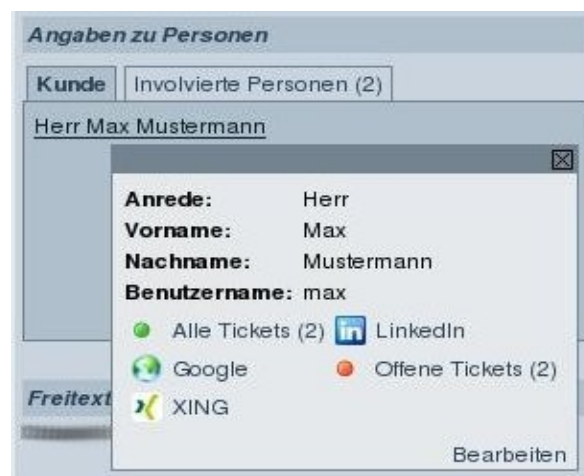 Angaben zu Personen
Kunde Involvierte Personen (2)
Herr Max Mustermann
Anrede: Herr
Vorname: Max
Nachname: Mustermann
Benutzername: max
Alle Tickets (2) LinkedIn
Google Offene Tickets (2)
Freitext
XING
Bearbeiten